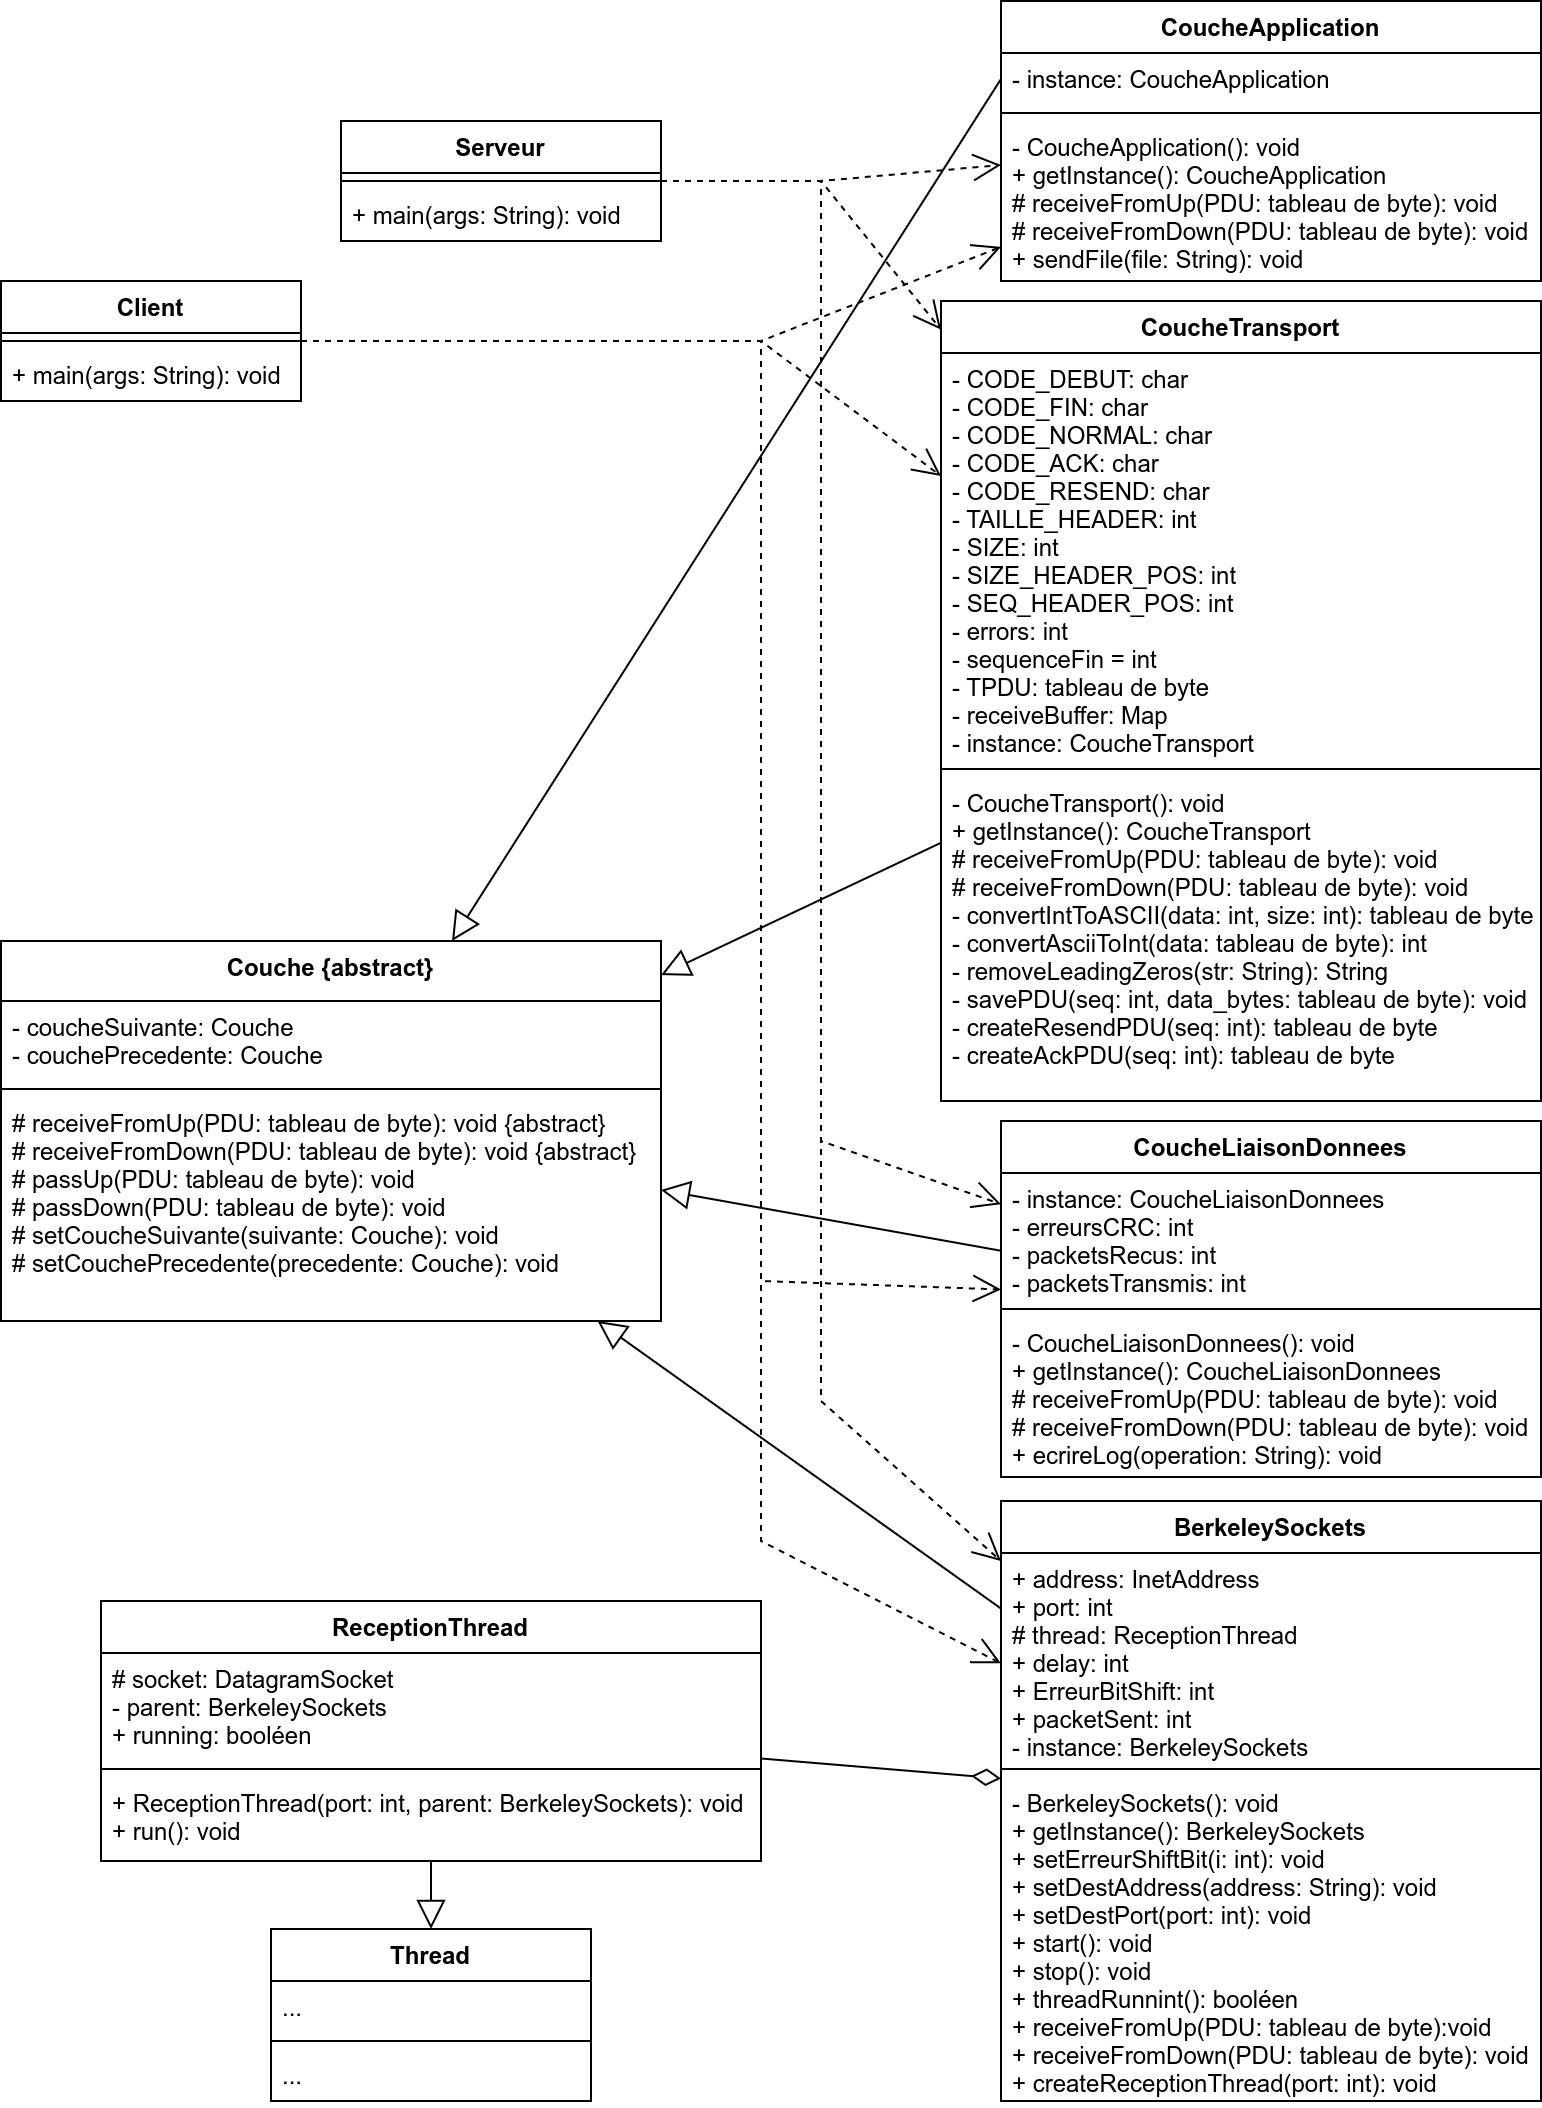 CoucheApplication
- instance: CoucheApplication
- CoucheApplication(): void
+ getInstance(): CoucheApplication
# receiveFromUp(PDU: tableau de byte): void
# receiveFromDown(PDU: tableau de byte): void
+ sendFile(file: String): void
Serveur
+ main(args: String): void
Client
+ main(args: String): void
CoucheTransport
- CODE_DEBUT: char
- CODE_FIN: char
- CODE_NORMAL: char
- CODE_ACK: char
- CODE_RESEND: char
- TAILLE_HEADER: int
- SIZE: int
- SIZE_HEADER_POS: int
- SEQ_HEADER_POS: int
- errors: int
- sequenceFin = int
- TPDU: tableau de byte
- receiveBuffer: Map
- instance: CoucheTransport
- CoucheTransport(): void
+ getInstance(): CoucheTransport
# receiveFromUp(PDU: tableau de byte): void
# receiveFromDown(PDU: tableau de byte): void
- convertIntToASCII(data: int, size: int): tableau de byte
- convertAsciiToInt(data: tableau de byte): int
- removeLeadingZeros(str: String): String
- savePDU(seq: int, data_bytes: tableau de byte): void
- createResendPDU(seq: int): tableau de byte
- createAckPDU(seq: int): tableau de byte
Couche {abstract}
- coucheSuivante: Couche
- couchePrecedente: Couche
# receiveFromUp(PDU: tableau de byte): void {abstract}
# receiveFromDown(PDU: tableau de byte): void {abstract}
# passUp(PDU: tableau de byte): void
# passDown(PDU: tableau de byte): void
# setCoucheSuivante(suivante: Couche): void
# setCouchePrecedente(precedente: Couche): void
CoucheLiaisonDonnees
- instance: CoucheLiaisonDonnees
- erreursCRC: int
- packetsRecus: int
- packetsTransmis: int
- CoucheLiaisonDonnees(): void
+ getInstance(): CoucheLiaisonDonnees
# receiveFromUp(PDU: tableau de byte): void
# receiveFromDown(PDU: tableau de byte): void
+ ecrireLog(operation: String): void
BerkeleySockets
+ address: InetAddress
+ port: int
# thread: ReceptionThread
+ delay: int
+ ErreurBitShift: int
+ packetSent: int
- instance: BerkeleySockets
- BerkeleySockets(): void
+ getInstance(): BerkeleySockets
+ setErreurShiftBit(i: int): void
+ setDestAddress(address: String): void
+ setDestPort(port: int): void
+ start(): void
+ stop(): void
+ threadRunnint(): booléen
+ receiveFromUp(PDU: tableau de byte):void
+ receiveFromDown(PDU: tableau de byte): void
+ createReceptionThread(port: int): void
ReceptionThread
# socket: DatagramSocket
- parent: BerkeleySockets
+ running: booléen
+ ReceptionThread(port: int, parent: BerkeleySockets): void
+ run(): void
Thread
...
...